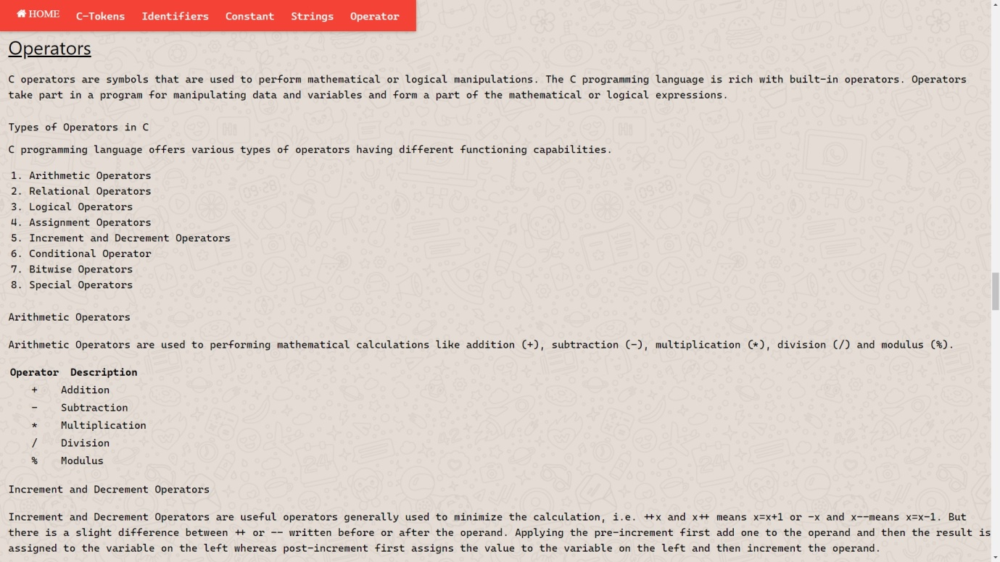 HOME C-Tokens Identifiers Constant Strings Operator
Operators
C operators are symbols that are used to perform mathematical or logical manipulations. The C programming language is rich with built-in operators. Operators
take part in a program for manipulating data and variables and form a part of the mathematical or logical expressions.
Types of Operators in C
C programming language offers various types of operators having different functioning capabilities.
1. Arithmetic Operators
2. Relational Operators
3. Logical Operators
4. Assignment Operators
5. Increment and Decrement Operators
6. Conditional Operator
7. Bitwise Operators
8. Special Operators
Arithmetic Operators
Arithmetic Operators are used to performing mathematical calculations like addition (+), subtraction (-), multiplication (*), division (/) and modulus (%).
Operator Description
+ Addition
- Subtraction
* Multiplication
/ Division
% Modulus
Increment and Decrement Operators
Increment and Decrement Operators are useful operators generally used to minimize the calculation, i.e. ++x and x++ means x=x+1 or -x and x--means x=x-1. But
there is a slight difference between ++ or -- written before or after the operand. Applying the pre-increment first add one to the operand and then the result is
assigned to the variable on the left whereas post-increment first assigns the value to the variable on the left and then increment the operand.